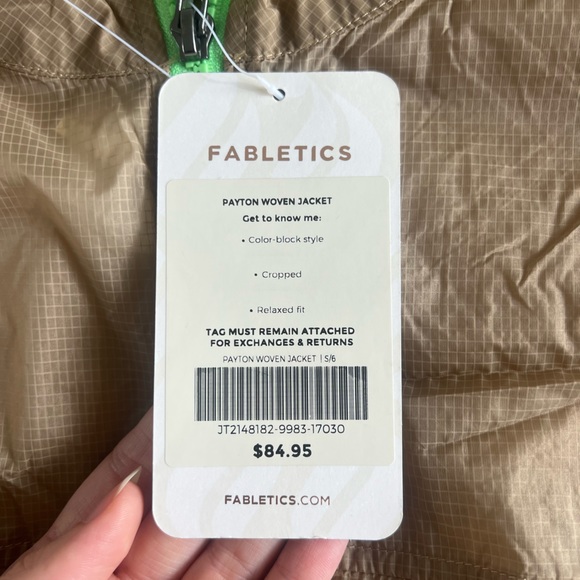 FABLETICS
PAYTON WOVEN JACKET
Get to know me:
• Color-block style
• Cropped
• Relaxed fit
TAG MUST REMAIN ATTACHED
FOR EXCHANGES & RETURNS
PAYTON WOVEN JACKET | S/6
JT2148182-9983-17030
$84.95
FABLETICS.COM